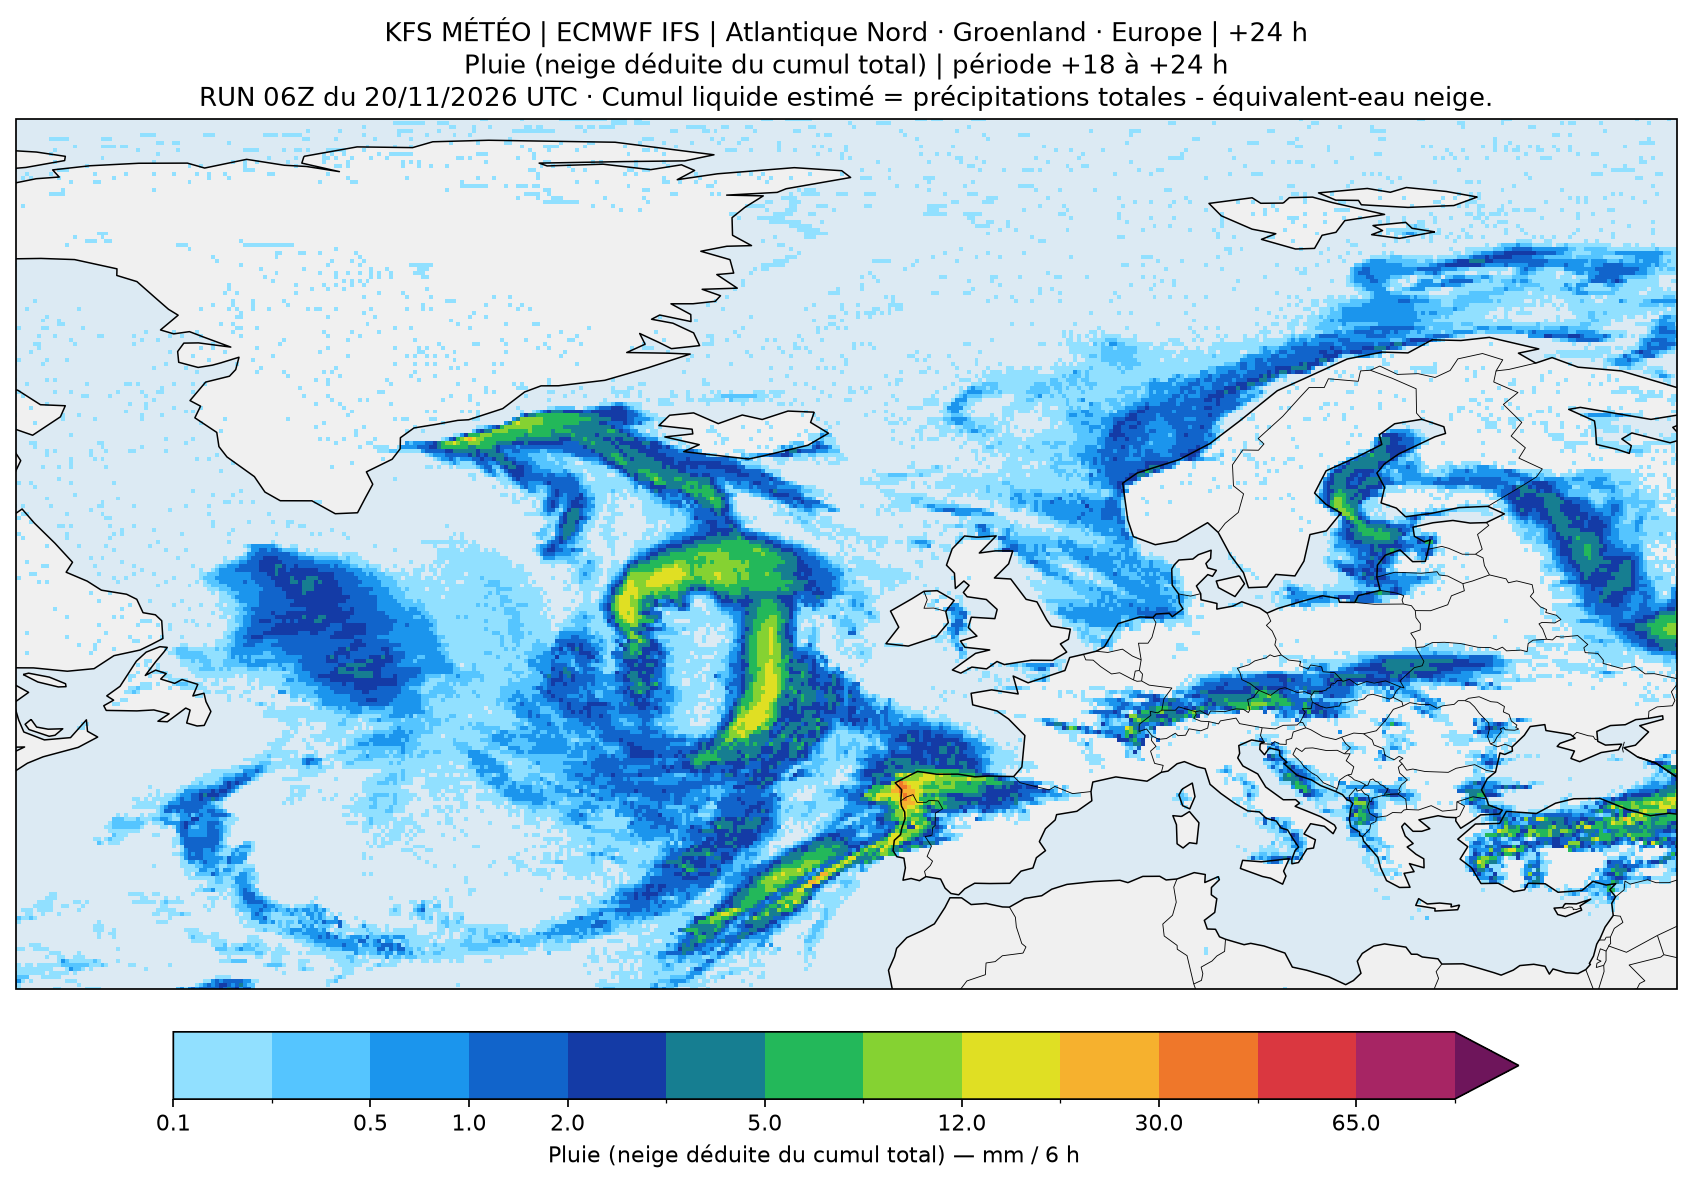 KFS MÉTÉO | ECMWF IFS | Atlantique Nord · Groenland · Europe | +24 h
Pluie (neige déduite du cumul total) | période +18 à +24 h
RUN 06Z du 20/11/2026 UTC · Cumul liquide estimé = précipitations totales - équivalent-eau neige.
0.1 0.5 1.0 2.0 5.0 12.0 30.0 65.0
Pluie (neige déduite du cumul total) — mm / 6 h